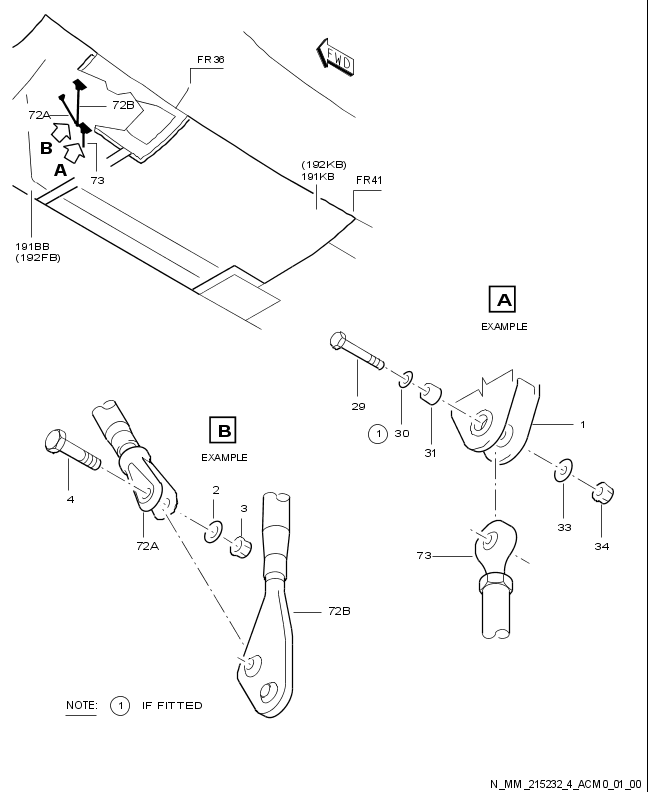 FR36
FWD
72A
72B
B
A
73
(192KB)
191KB
FR41
191BB
(192FB)
A
EXAMPLE
29
1 30
31
1
33
34
73
B
EXAMPLE
4
72A
2
3
72B
NOTE: 1 IF FITTED
N_MM_215232_4_ACM0_01_00